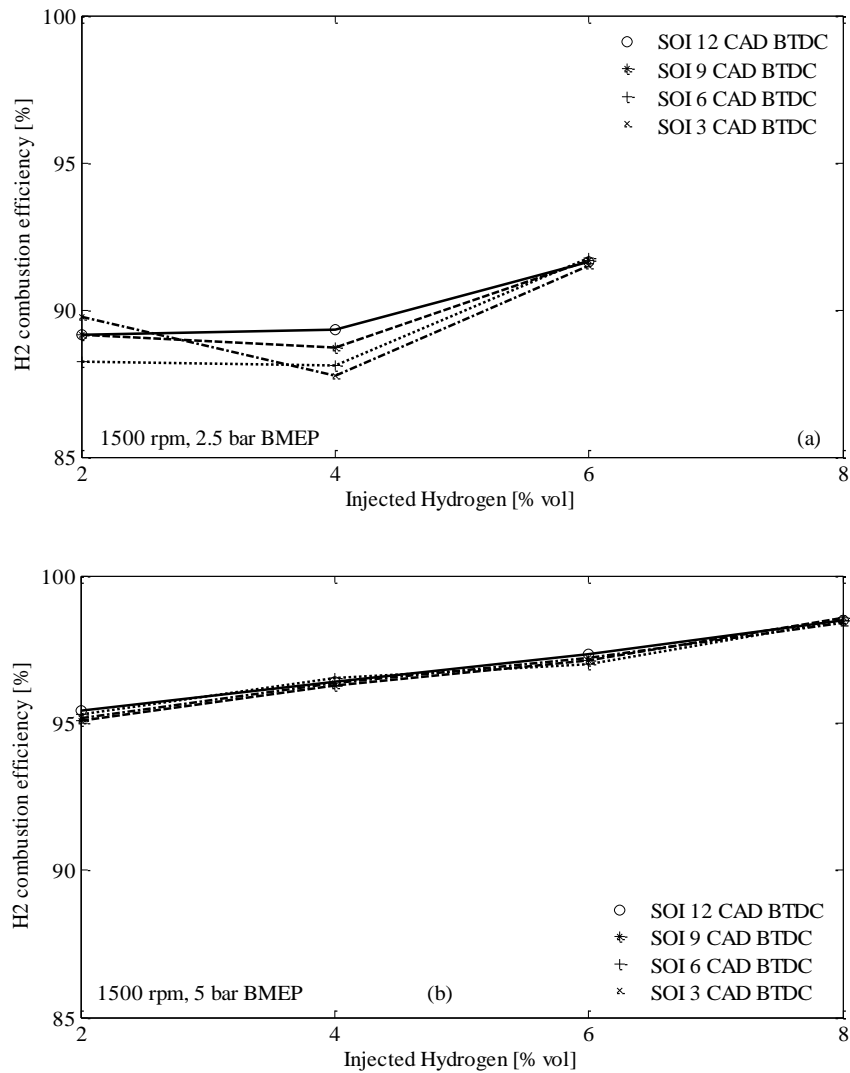 100
SOI 12 CAD BTDC
SOI 9 CAD BTDC
SOI 6 CAD BTDC
SOI 3 CAD BTDC
95
H2 combustion efficiency [%]
90
1500 rpm, 2.5 bar BMEP
(a)
85
2 4 6 8
Injected Hydrogen [% vol]
100
H2 combustion efficiency [%]
95
90
SOI 12 CAD BTDC
SOI 9 CAD BTDC
SOI 6 CAD BTDC
SOI 3 CAD BTDC
1500 rpm, 5 bar BMEP
(b)
85
2 4 6 8
Injected Hydrogen [% vol]